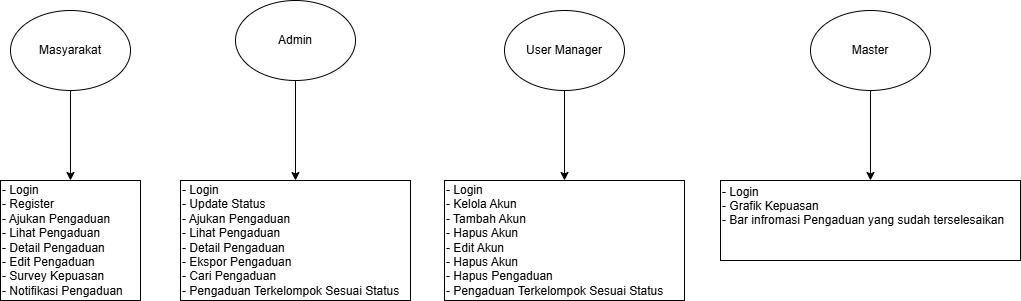 Masyarakat
Admin
User Manager
Master
- Login
- Register
- Ajukan Pengaduan
- Lihat Pengaduan
- Detail Pengaduan
- Edit Pengaduan
- Survey Kepuasan
- Notifikasi Pengaduan
- Login
- Update Status
- Ajukan Pengaduan
- Lihat Pengaduan
- Detail Pengaduan
- Ekspor Pengaduan
- Cari Pengaduan
- Pengaduan Terkelompok Sesuai Status
- Login
- Kelola Akun
- Tambah Akun
- Hapus Akun
- Edit Akun
- Hapus Akun
- Hapus Pengaduan
- Pengaduan Terkelompok Sesuai Status
- Login
- Grafik Kepuasan
- Bar infromasi Pengaduan yang sudah terselesaikan